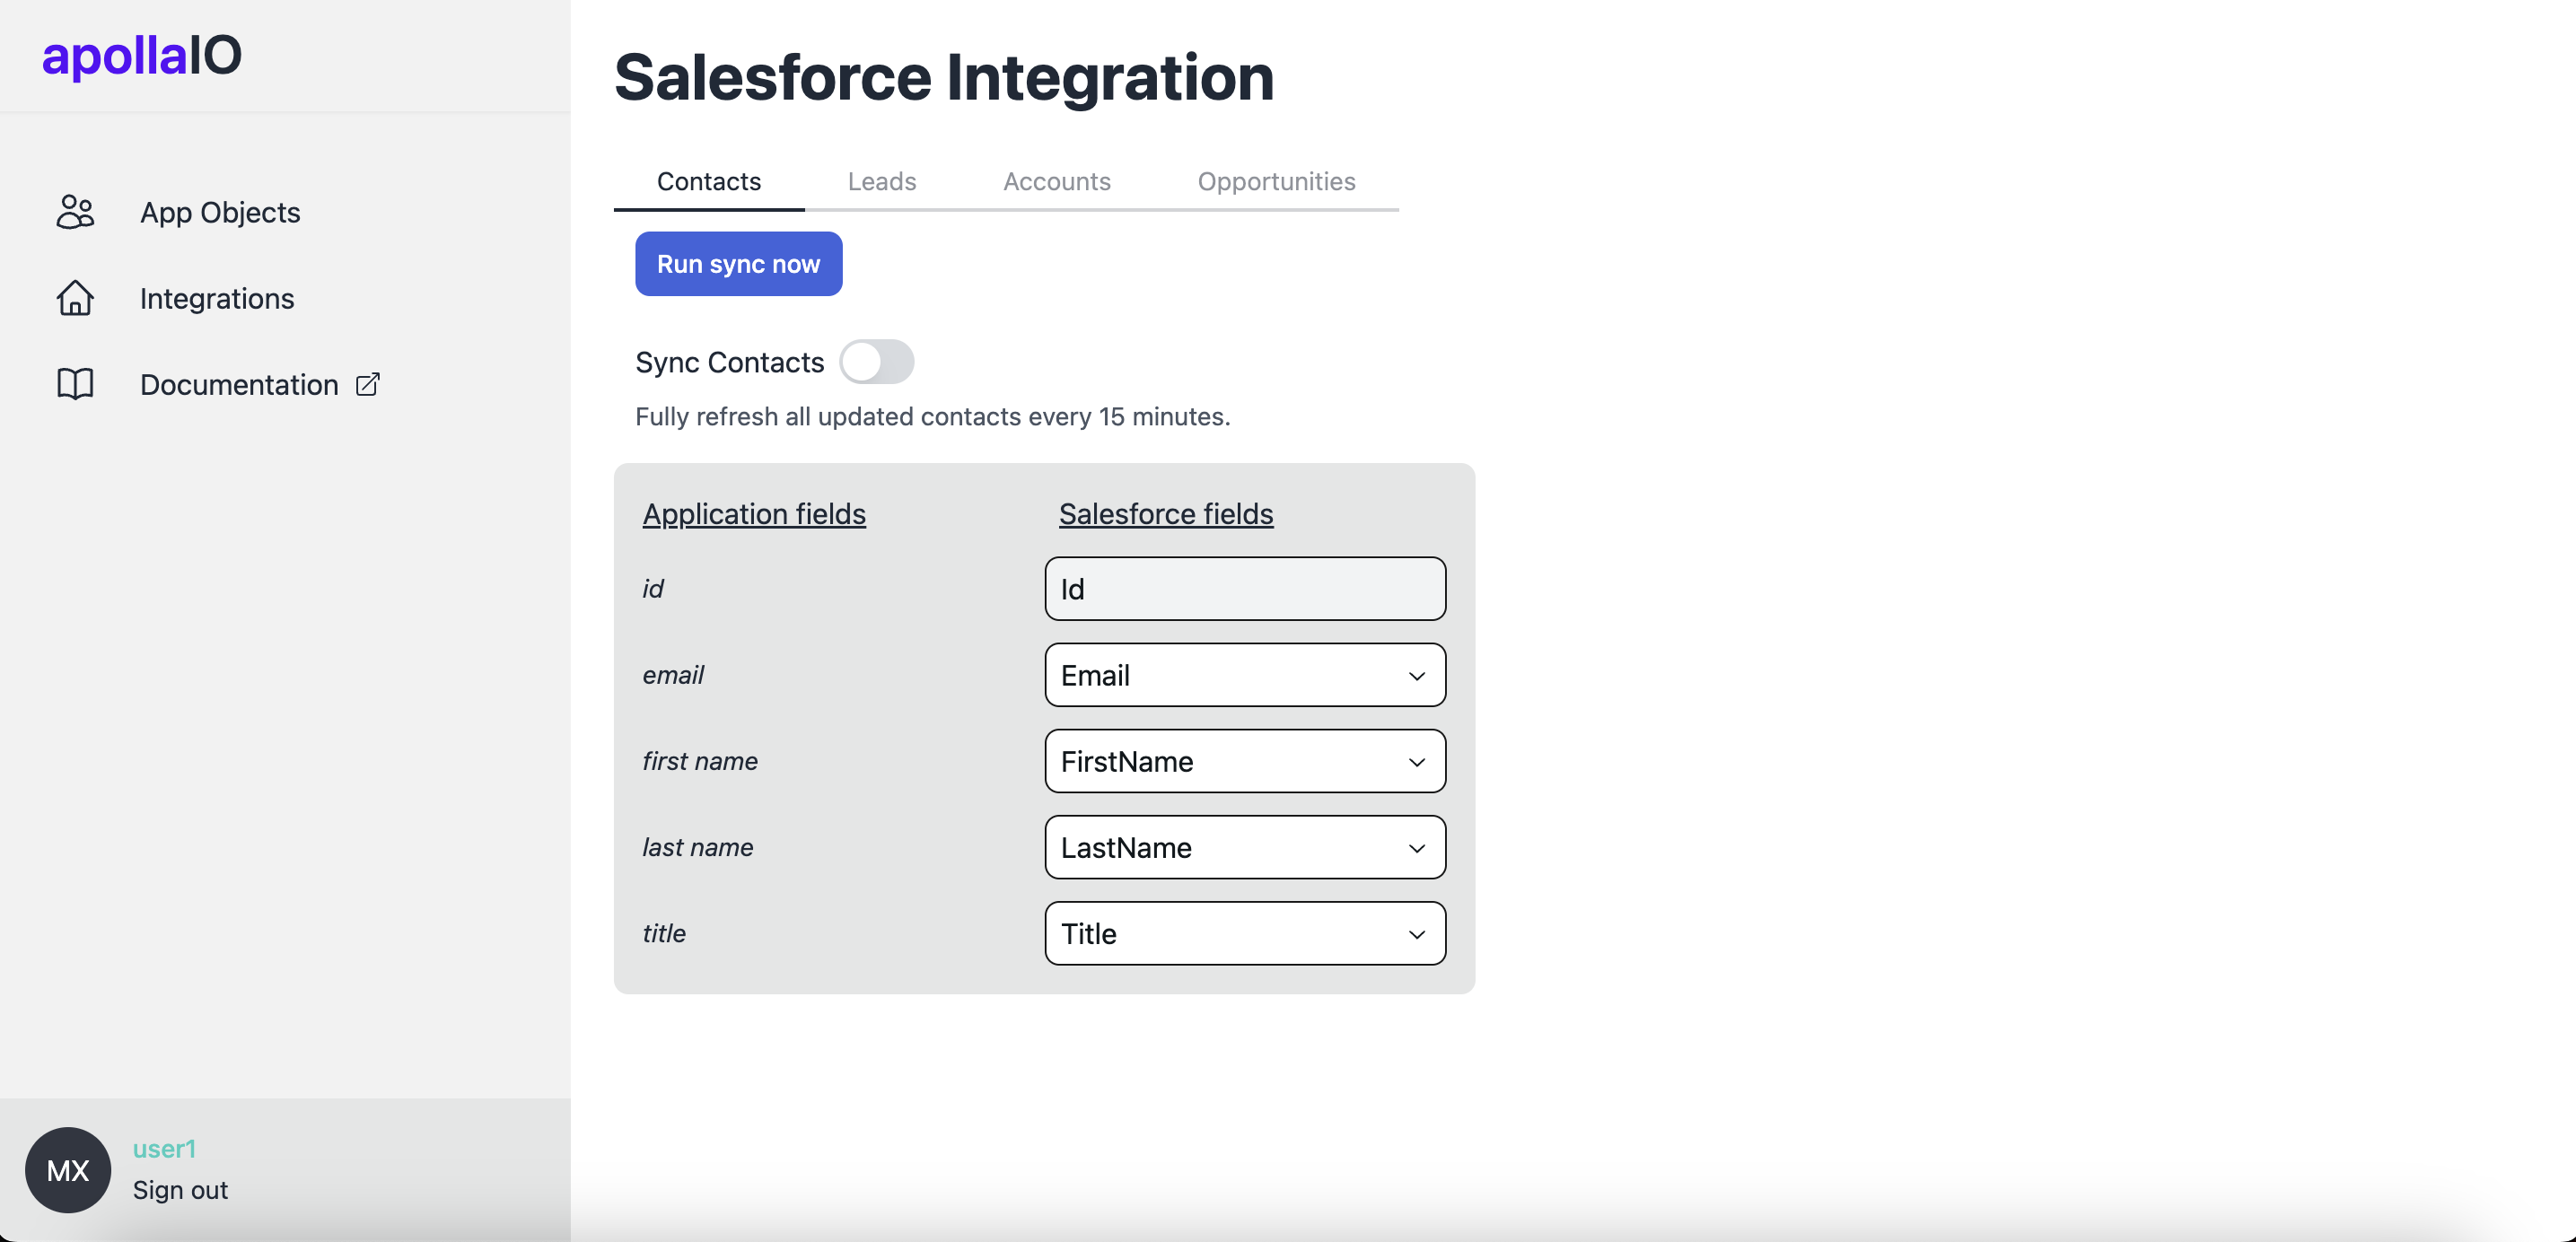 apollaIO
App Objects
Integrations
Documentation
MX
user1
Sign out
Salesforce Integration
Contacts Leads Accounts Opportunities
Run sync now
Sync Contacts
Fully refresh all updated contacts every 15 minutes.
Application fields Salesforce fields
id Id
email Email
first name FirstName
last name LastName
title Title